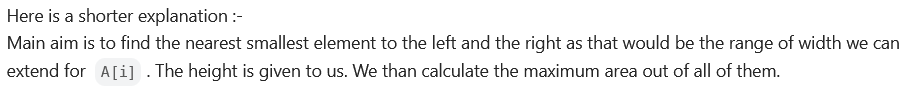 Here is a shorter explanation :-
Main aim is to find the nearest smallest element to the left and the right as that would be the range of width we can
extend for A[i] . The height is given to us. We than calculate the maximum area out of all of them.